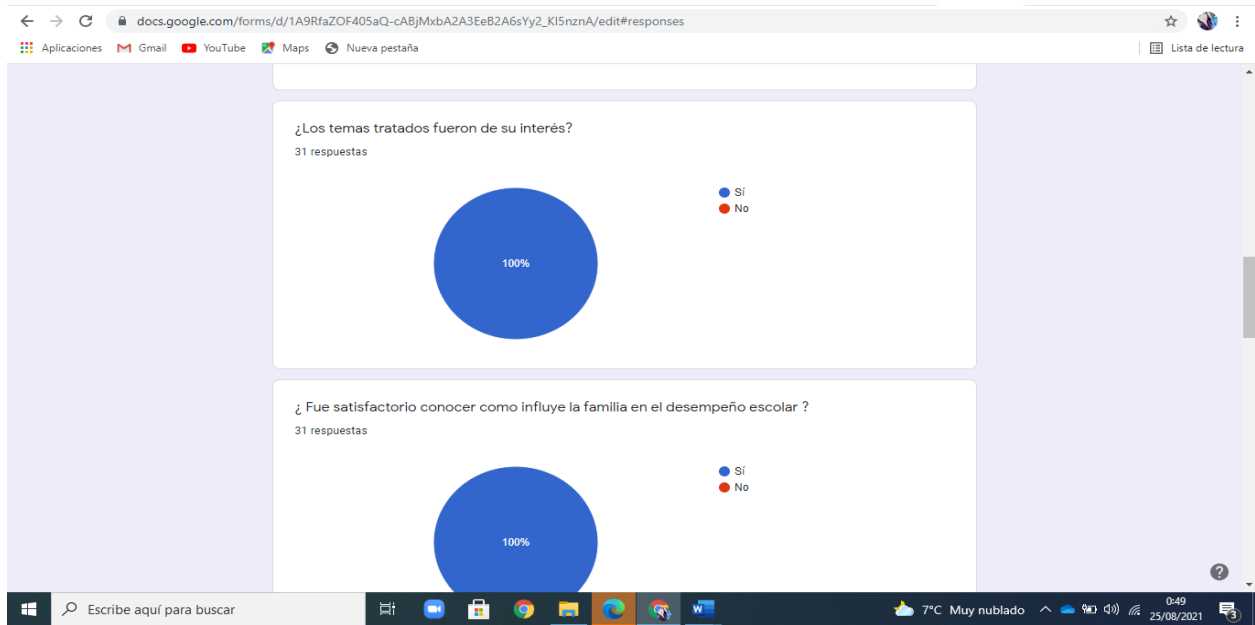 docs.google.com/forms/d/1A9RfaZOF405aQ-cABjMxbA2A3EeB2A6sYy2_KI5nznA/edit#responses
Aplicaciones Gmail YouTube Maps Nueva pestaña Lista de lectura
¿Los temas tratados fueron de su interés?
31 respuestas
Sí
No
100%
¿ Fue satisfactorio conocer como influye la familia en el desempeño escolar ?
31 respuestas
Sí
No
100%
Escribe aquí para buscar
7°C Muy nublado
0:49
25/08/2021
3